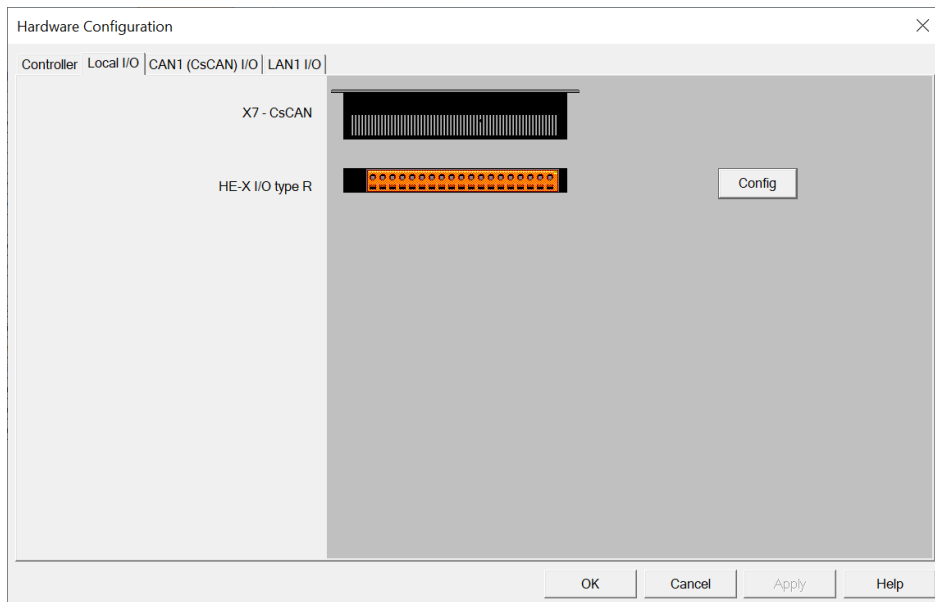 Hardware Configuration
Controller Local I/O CAN1 (CsCAN) I/O LAN1 I/O
X7 - CsCAN
HE-X I/O type R
Config
OK Cancel Apply Help